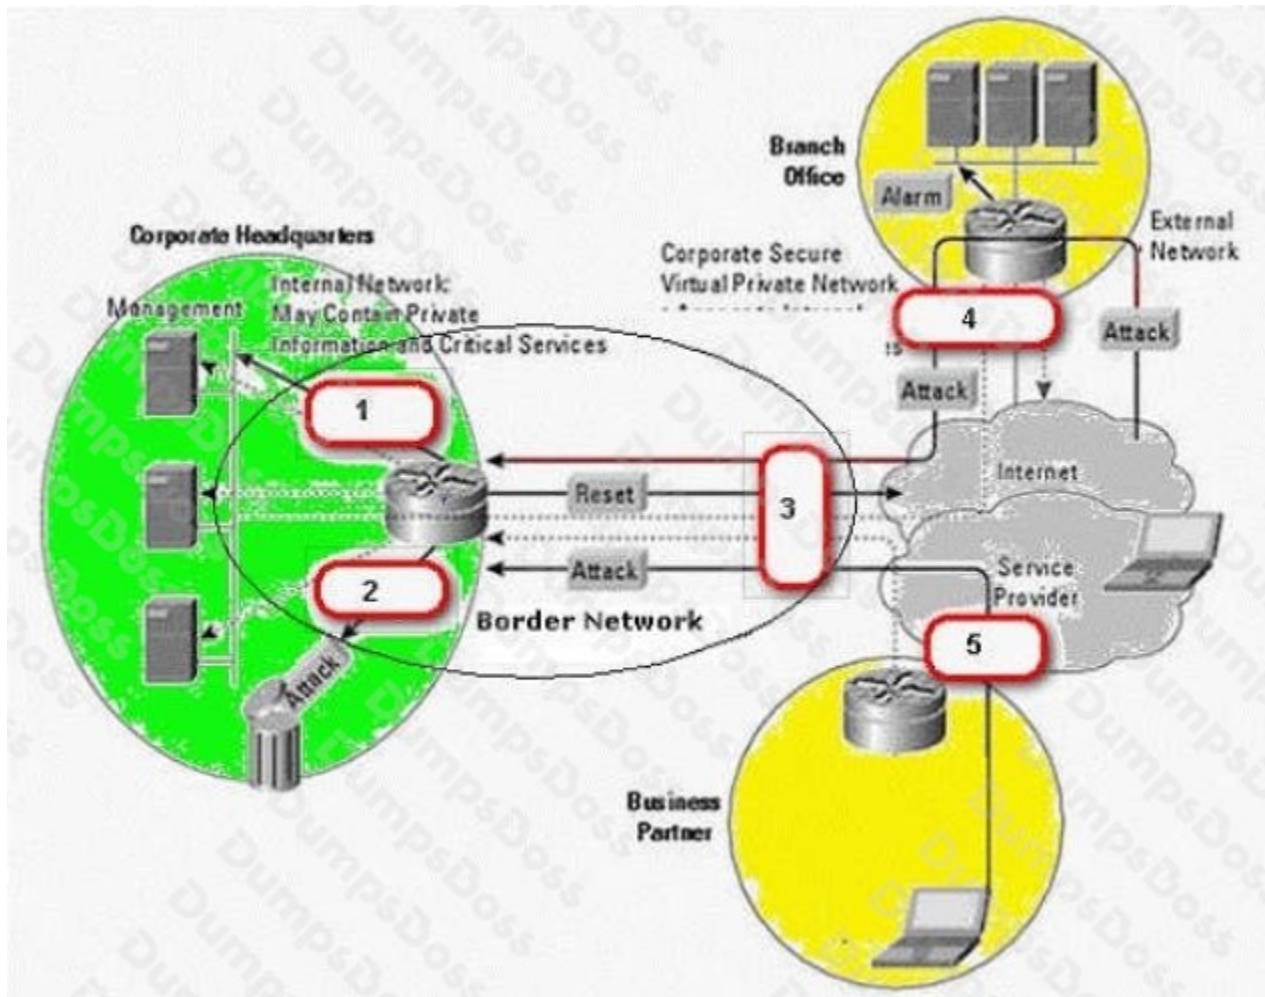 Branch
Office
Alarm
External
Network
Corporate Headquarters
Corporate Secure
Virtual Private Network
Internal Network:
May Contain Private
Information and Critical Services
Management
4
Attack
Attack
1
Internet
Reset
3
Attack
Service
Provider
2
Border Network
5
Attack
Business
Partner
DumpsDoss